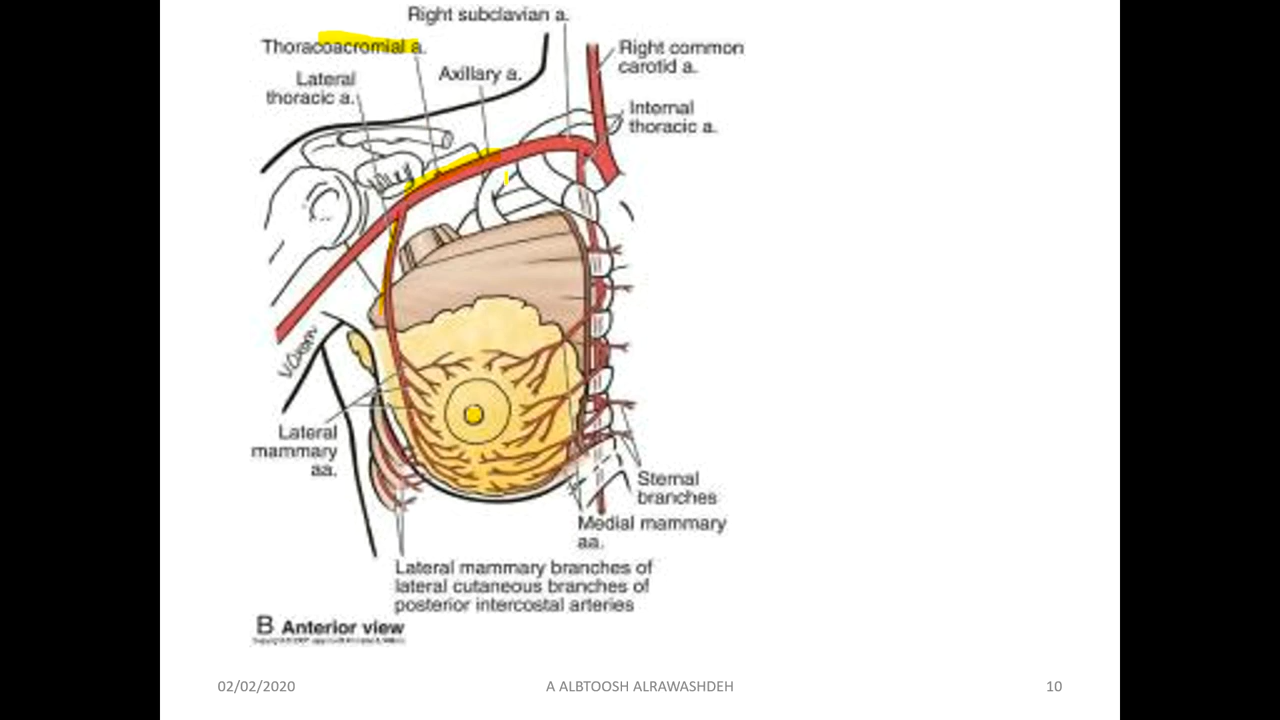 Right subclavian a.
Thoracoacromial a.
Right common
carotid a.
Lateral
thoracic a.
Axillary a.
Internal
thoracic a.
Lateral
mammary
aa.
Sternal
branches
Medial mammary
aa.
Lateral mammary branches of
lateral cutaneous branches of
posterior intercostal arteries
B Anterior view
02/02/2020
A ALBTOOSH ALRAWASHDEH
10